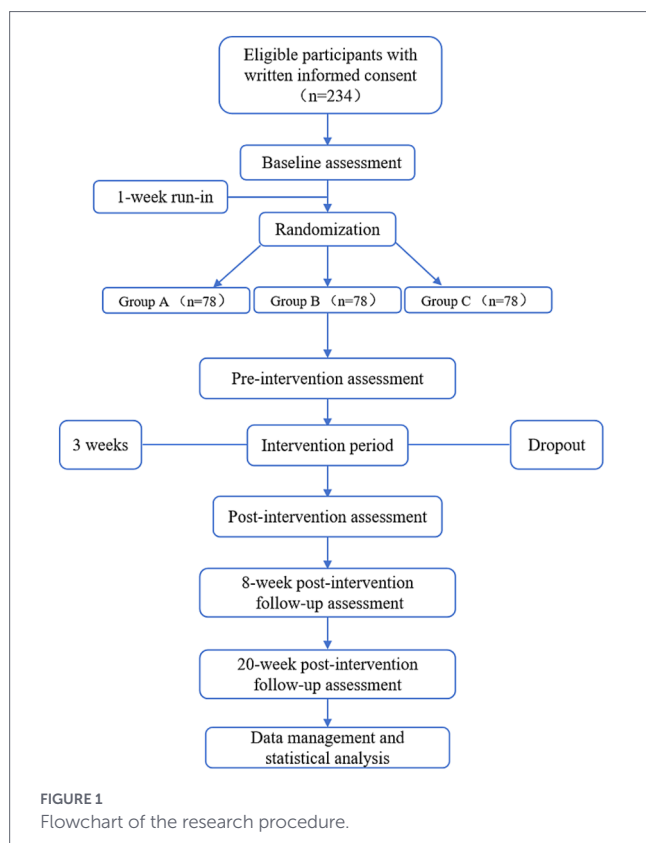 Eligible participants with
written informed consent
（n=234）
Baseline assessment
1-week run-in
Randomization
Group A （n=78）
Group B （n=78）
Group C （n=78）
Pre-intervention assessment
3 weeks
Intervention period
Dropout
Post-intervention assessment
8-week post-intervention
follow-up assessment
20-week post-intervention
follow-up assessment
Data management and
statistical analysis
FIGURE 1
Flowchart of the research procedure.